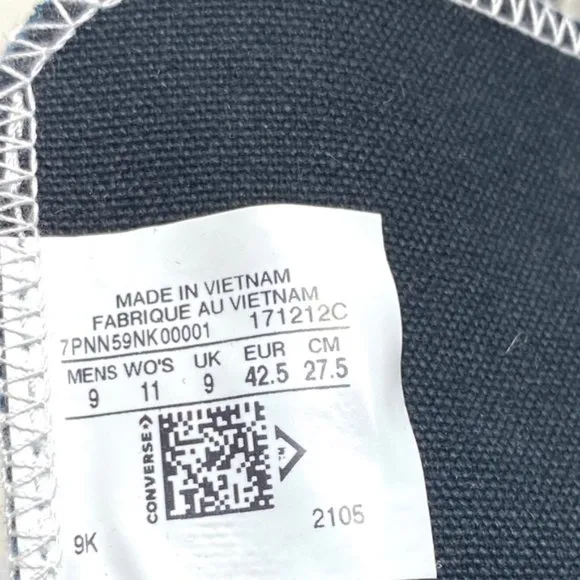 MADE IN VIETNAM
FABRIQUE AU VIETNAM
7PNN59NK00001 171212C
MENS WO'S UK EUR CM
9 11 9 42.5 27.5
CONVERSE
TM
9K 2105